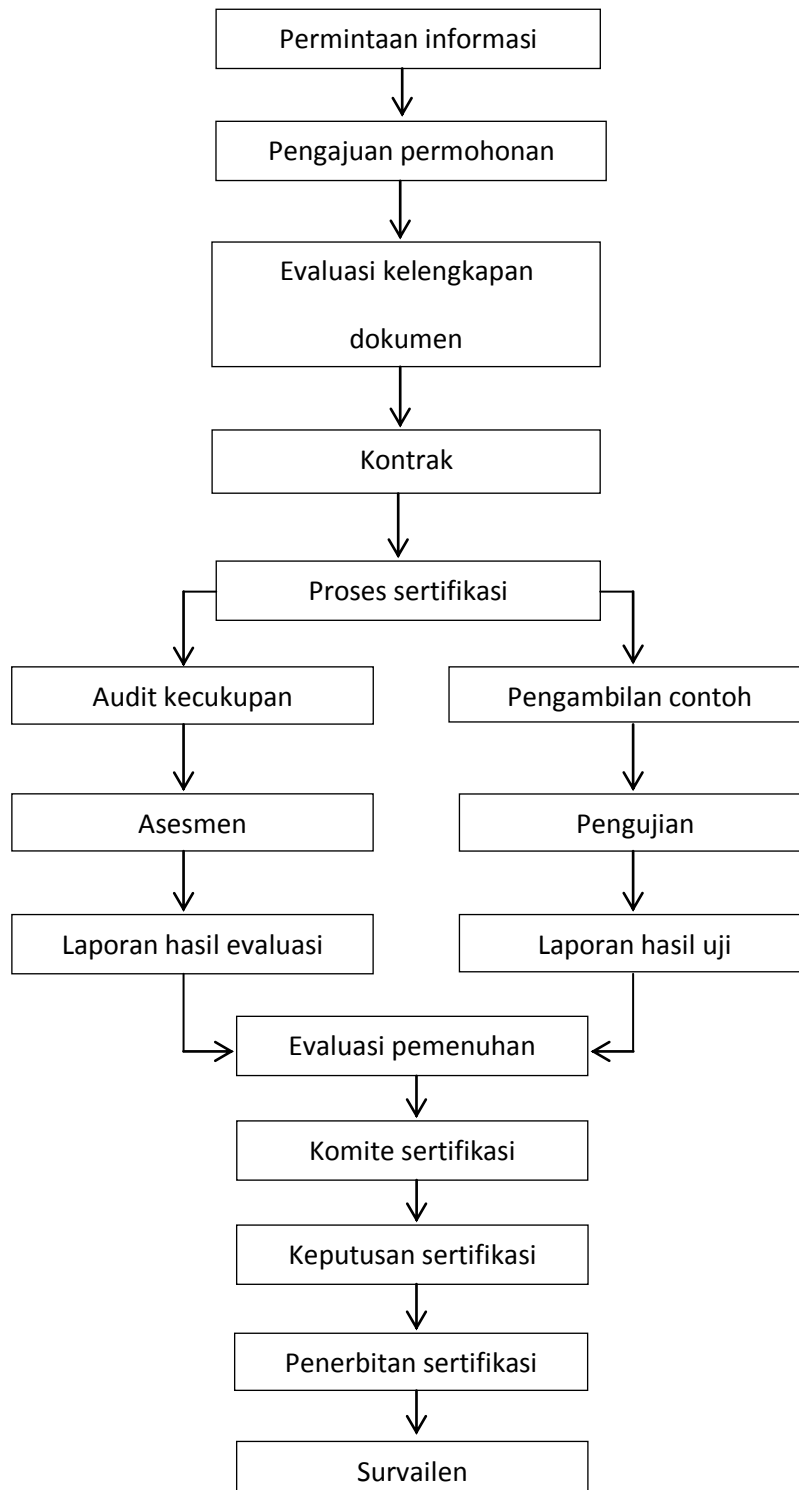 Permintaan informasi
Pengajuan permohonan
Evaluasi kelengkapan
dokumen
Kontrak
Proses sertifikasi
Audit kecukupan
Pengambilan contoh
Asesmen
Pengujian
Laporan hasil evaluasi
Laporan hasil uji
Evaluasi pemenuhan
Komite sertifikasi
Keputusan sertifikasi
Penerbitan sertifikasi
Survailen